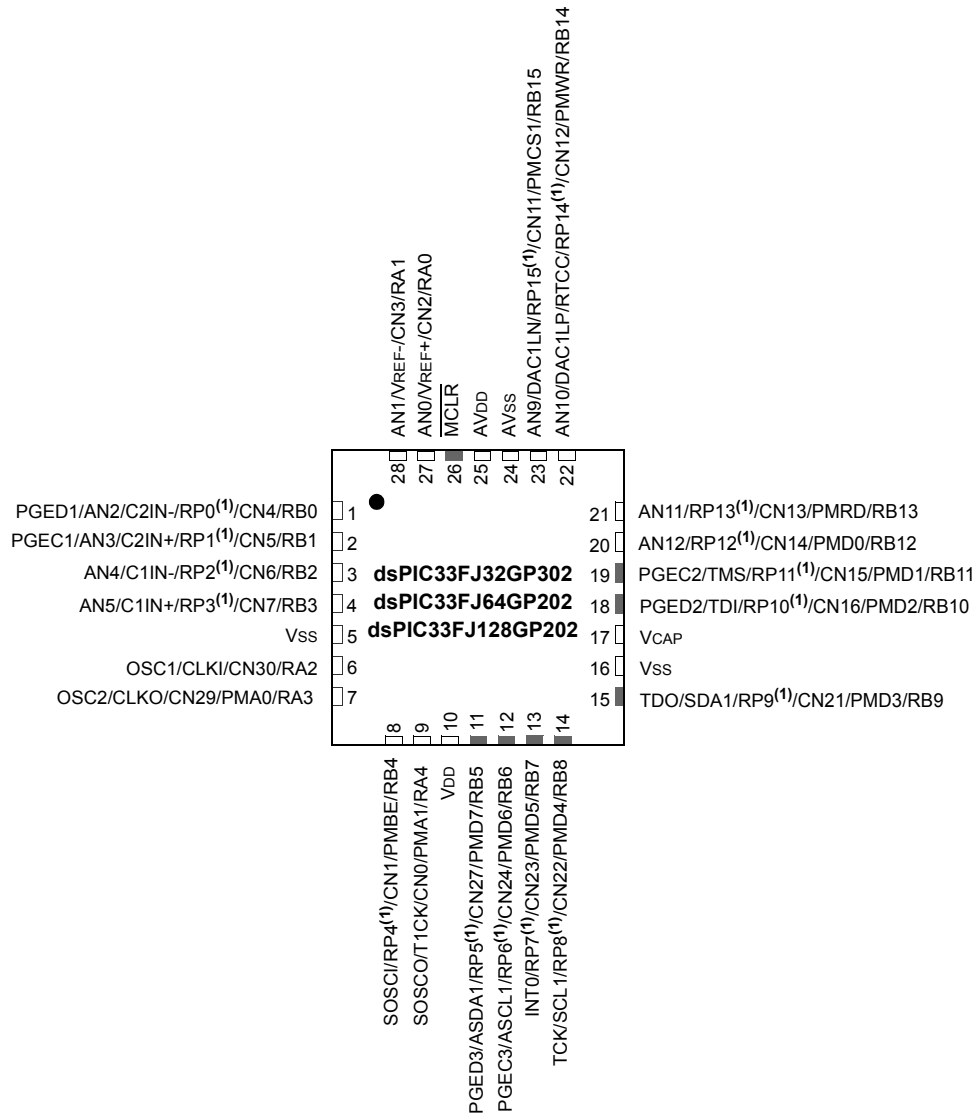 AN1/VREF-/CN3/RA1
AN0/VREF+/CN2/RA0
MCLR
AVDD
AVSS
AN9/DAC1LN/RP15(1)/CN11/PMCS1/RB15
AN10/DAC1LP/RTCC/RP14(1)/CN12/PMWR/RB14
28
27
26
25
24
23
22
PGED1/AN2/C2IN-/RP0(1)/CN4/RB0
1
PGEC1/AN3/C2IN+/RP1(1)/CN5/RB1
2
AN4/C1IN-/RP2(1)/CN6/RB2
3
AN5/C1IN+/RP3(1)/CN7/RB3
4
VSS
5
OSC1/CLKI/CN30/RA2
6
OSC2/CLKO/CN29/PMA0/RA3
7
dsPIC33FJ32GP302
dsPIC33FJ64GP202
dsPIC33FJ128GP202
21
AN11/RP13(1)/CN13/PMRD/RB13
20
AN12/RP12(1)/CN14/PMD0/RB12
19
PGEC2/TMS/RP11(1)/CN15/PMD1/RB11
18
PGED2/TDI/RP10(1)/CN16/PMD2/RB10
17
VCAP
16
VSS
15
TDO/SDA1/RP9(1)/CN21/PMD3/RB9
8
9
10
11
12
13
14
SOSCI/RP4(1)/CN1/PMBE/RB4
SOSCO/T1CK/CN0/PMA1/RA4
VDD
PGED3/ASDA1/RP5(1)/CN27/PMD7/RB5
PGEC3/ASCL1/RP6(1)/CN24/PMD6/RB6
INT0/RP7(1)/CN23/PMD5/RB7
TCK/SCL1/RP8(1)/CN22/PMD4/RB8